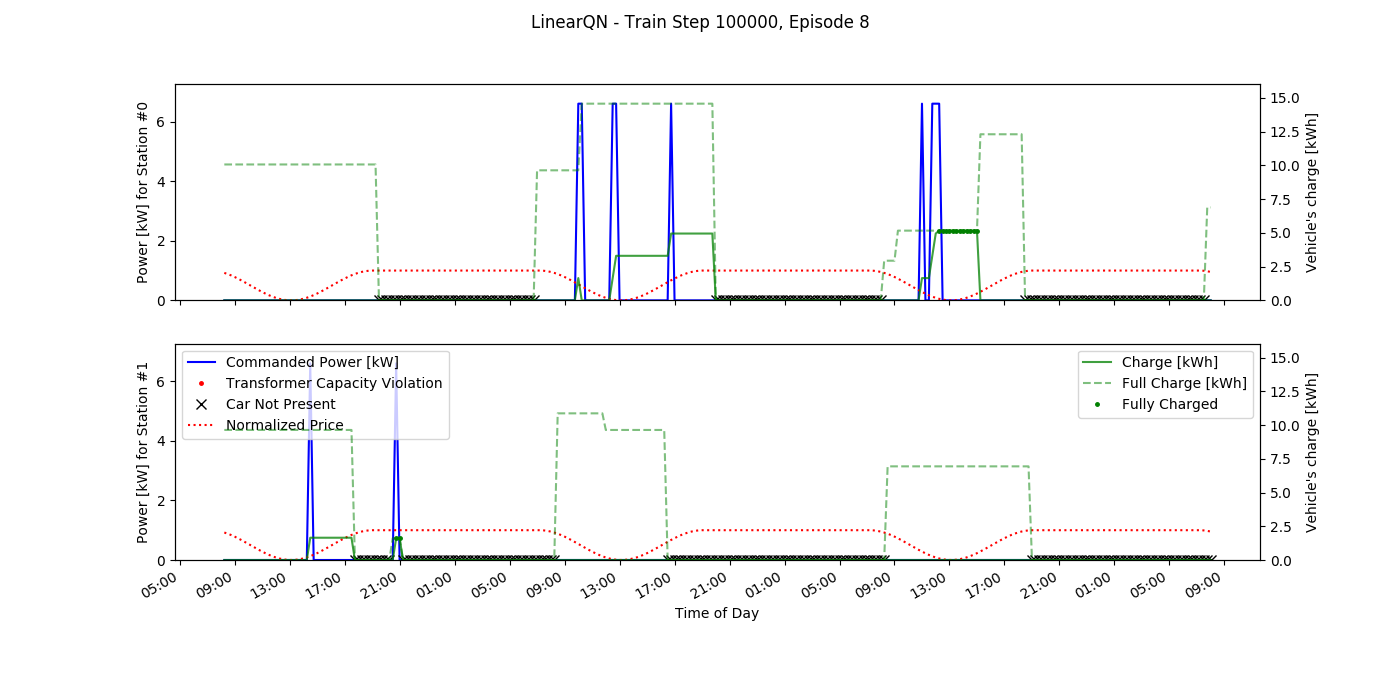 LinearQN - Train Step 100000, Episode 8
Power [kW] for Station #0
6
4
2
0
15.0
12.5
10.0
7.5
5.0
2.5
0.0
Vehicle's charge [kWh]
Power [kW] for Station #1
6
4
2
0
Commanded Power [kW]
Transformer Capacity Violation
Car Not Present
Normalized Price
Charge [kWh]
Full Charge [kWh]
Fully Charged
15.0
12.5
10.0
7.5
5.0
2.5
0.0
Vehicle's charge [kWh]
05:00 09:00 13:00 17:00 21:00 01:00 05:00 09:00 13:00 17:00 21:00 01:00 05:00 09:00 13:00 17:00 21:00 01:00 05:00 09:00
Time of Day